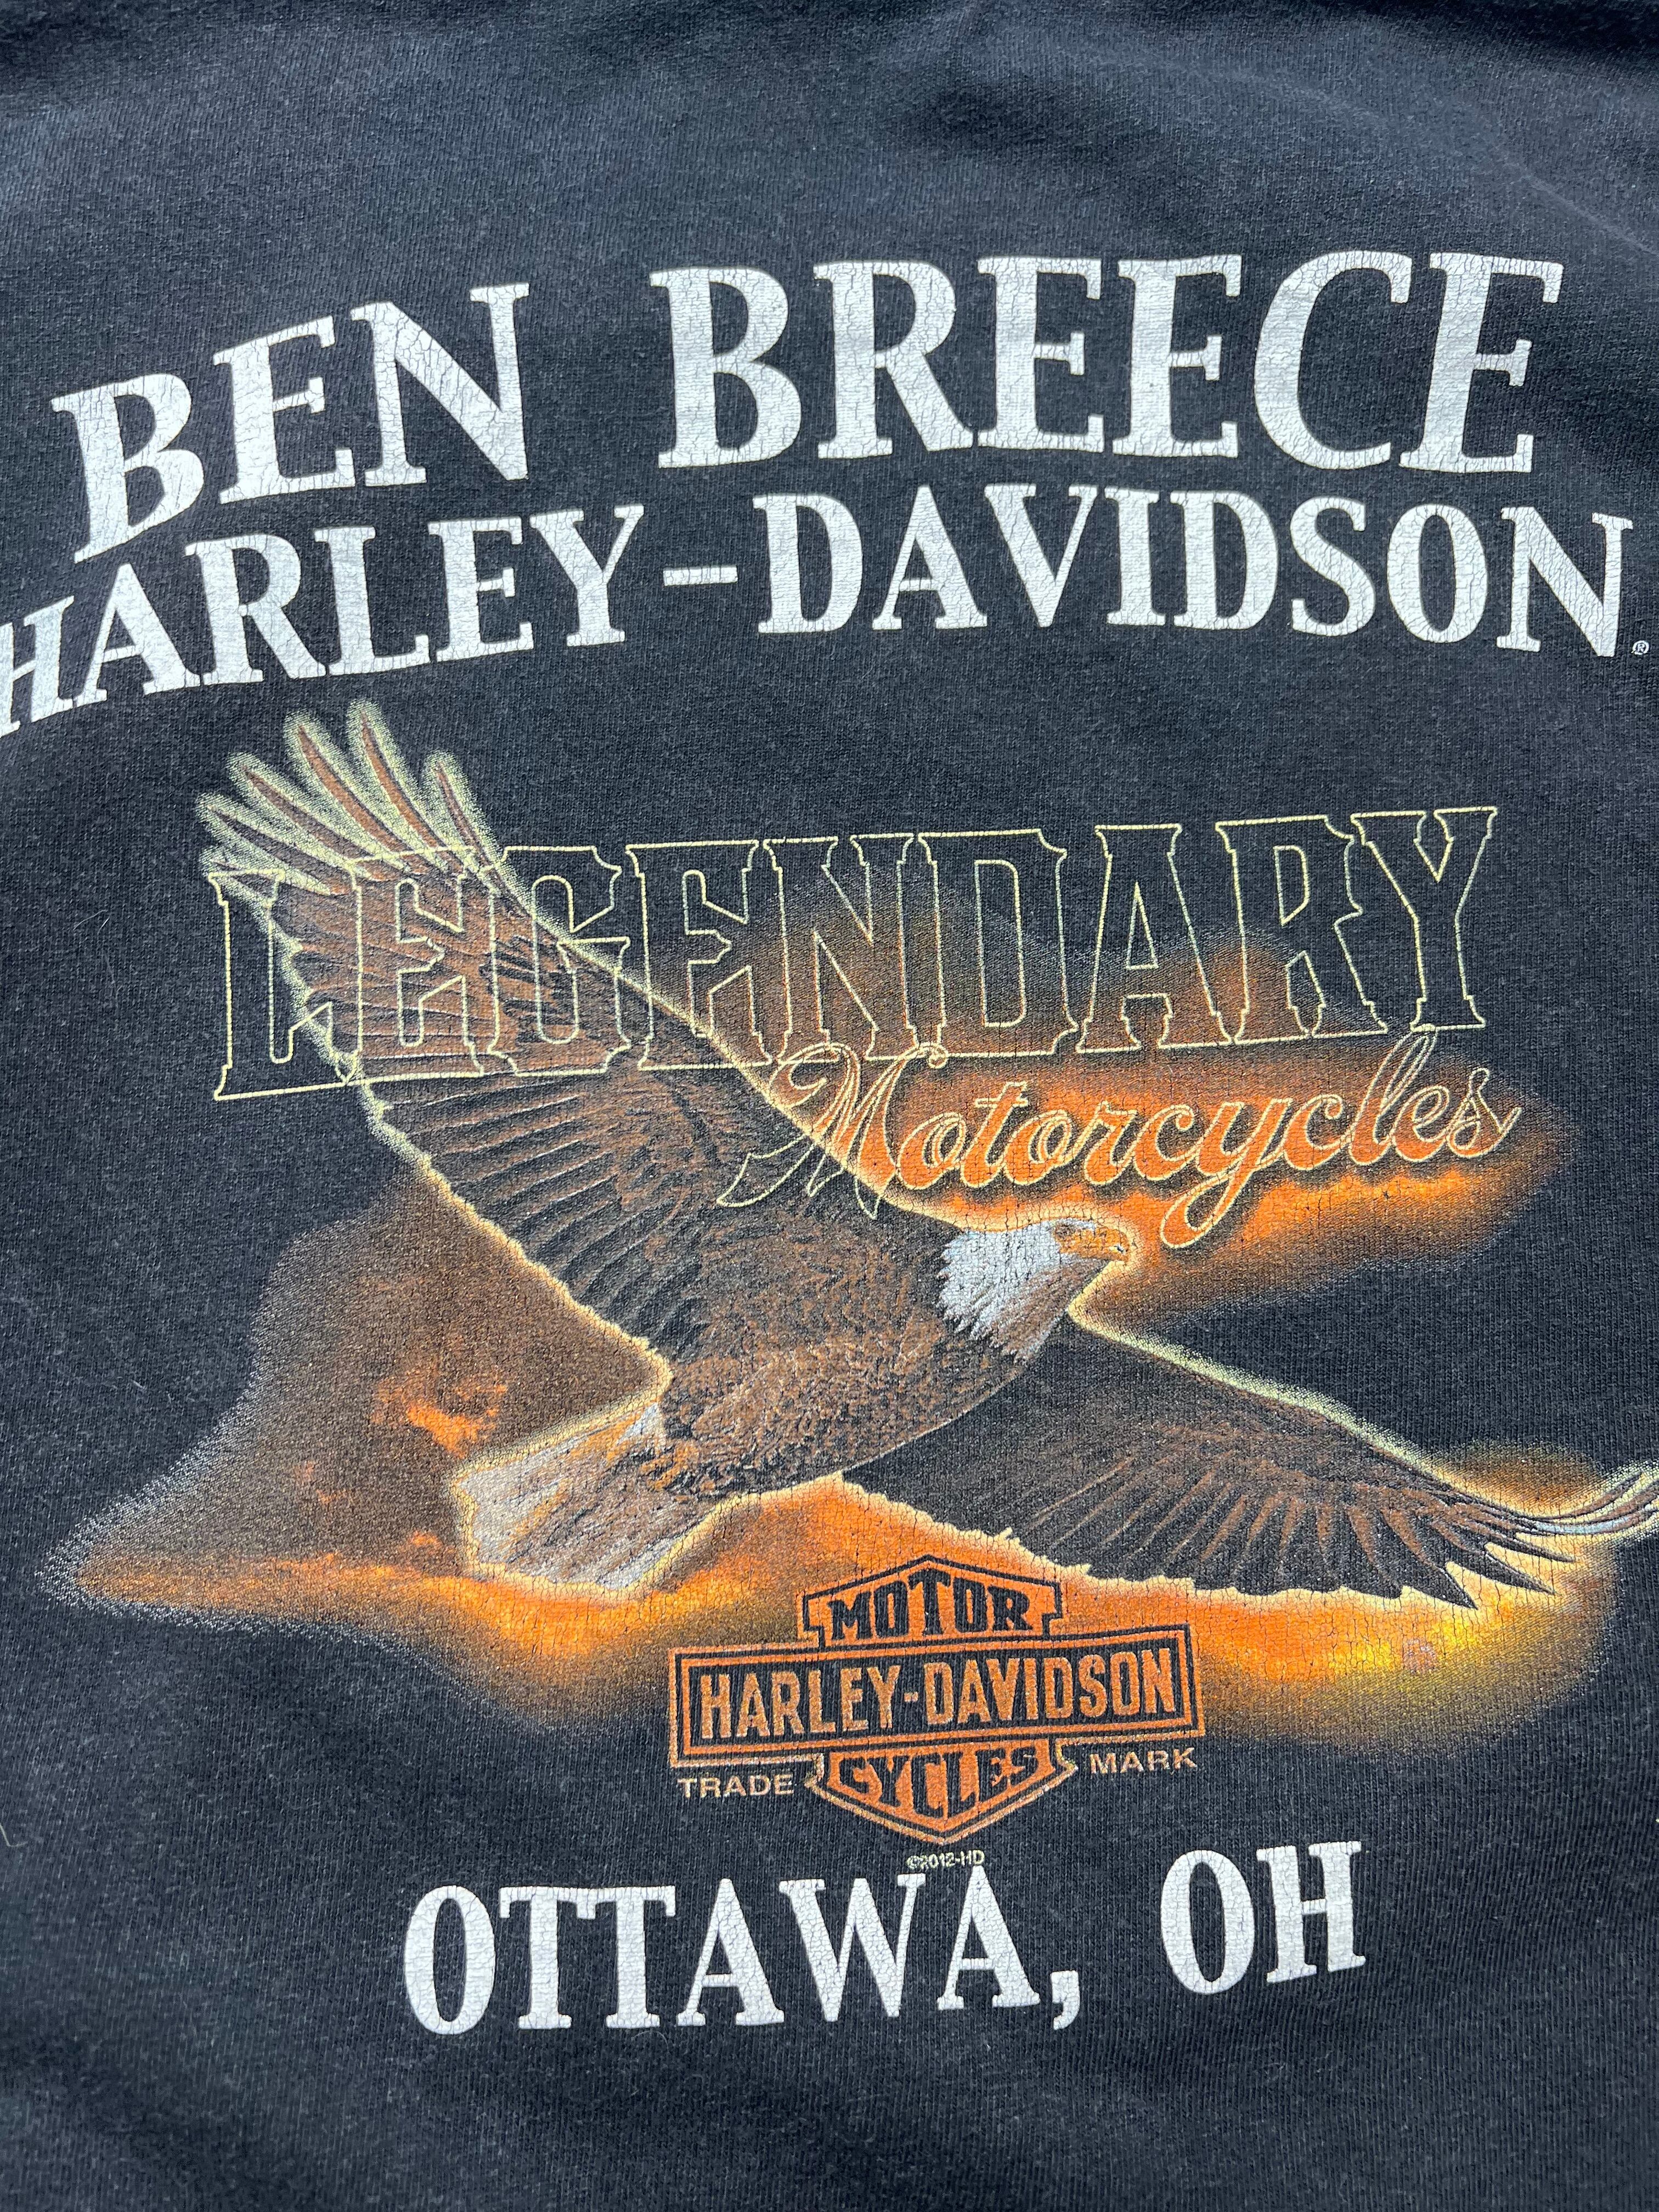 BEN BREECE
HARLEY-DAVIDSON®
LEGENDARY
Motorcycles
MOTOR
HARLEY-DAVIDSON
CYCLES
TRADE MARK
©2012-HD
OTTAWA, OH